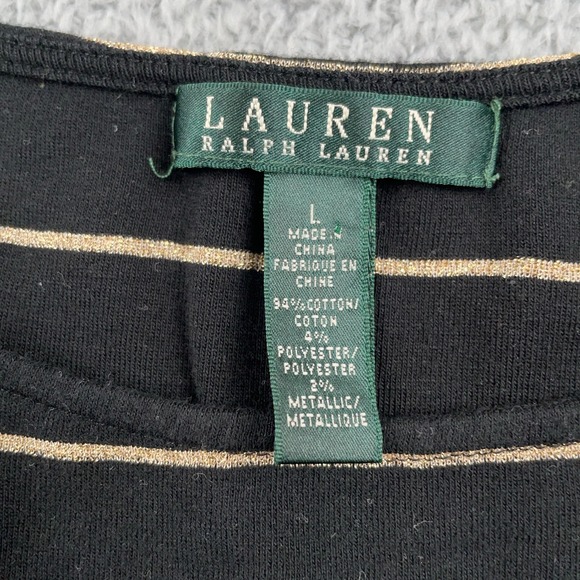 LAUREN
RALPH LAUREN
L
MADE IN
CHINA
FABRIQUE EN
CHINE
94% COTTON/
COTON
4%
POLYESTER/
POLYESTER
2%
METALLIC/
METALLIQUE